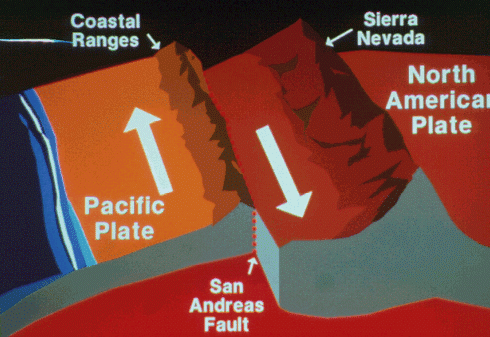 Coastal
Ranges
Sierra
Nevada
North
American
Plate
Pacific
Plate
San
Andreas
Fault